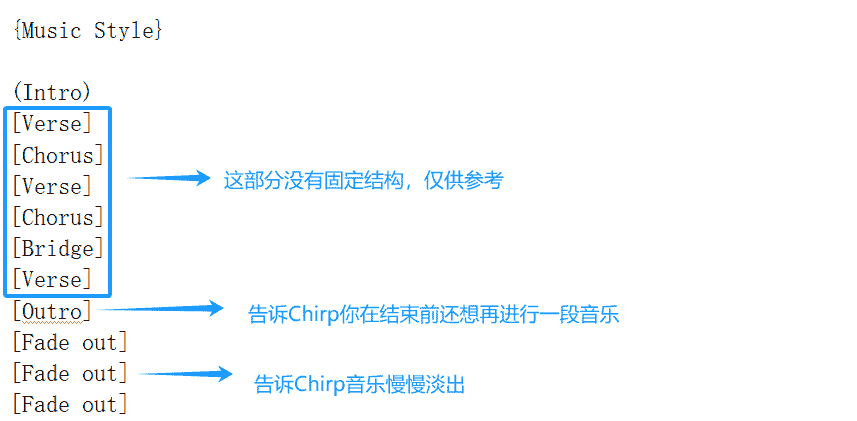 {Music Style}
(Intro)
[Verse]
[Chorus]
[Verse]
这部分没有固定结构，仅供参考
[Chorus]
[Bridge]
[Verse]
[Outro]
告诉Chirp你在结束前还想再进行一段音乐
[Fade out]
[Fade out]
告诉Chirp音乐慢慢淡出
[Fade out]